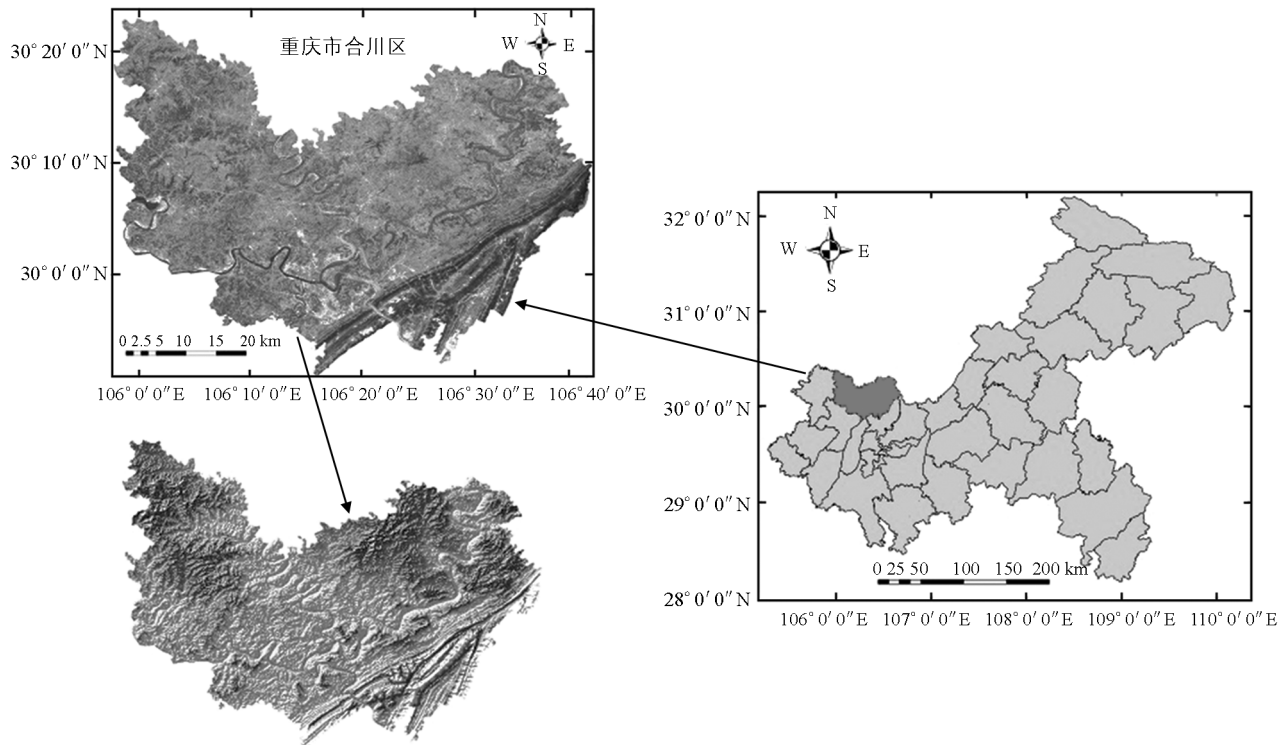 重庆市合川区
N
W E
S
30° 20′ 0″ N
30° 10′ 0″ N
30° 0′ 0″ N
0 2.5 5 10 15 20 km
106° 0′ 0″E 106° 10′ 0″E 106° 20′ 0″E 106° 30′ 0″E 106° 40′ 0″E
N
W E
S
32° 0′ 0″N
31° 0′ 0″N
30° 0′ 0″N
29° 0′ 0″N
28° 0′ 0″N
0 25 50 100 150 200 km
106° 0′ 0″E 107° 0′ 0″E 108° 0′ 0″E 109° 0′ 0″E 110° 0′ 0″E